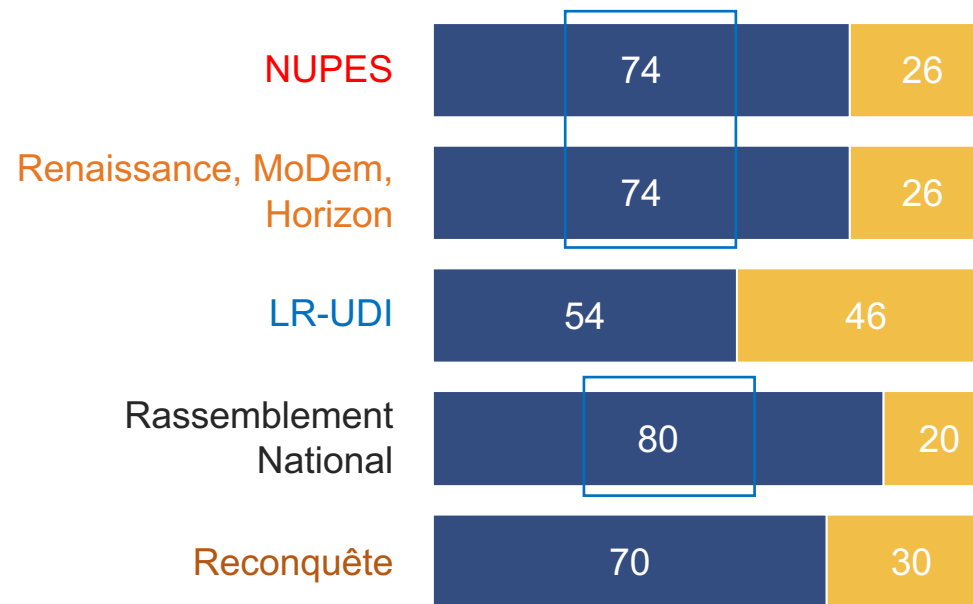 NUPES 74 26
Renaissance, MoDem,
Horizon 74 26
LR-UDI 54 46
Rassemblement
National 80 20
Reconquête 70 30